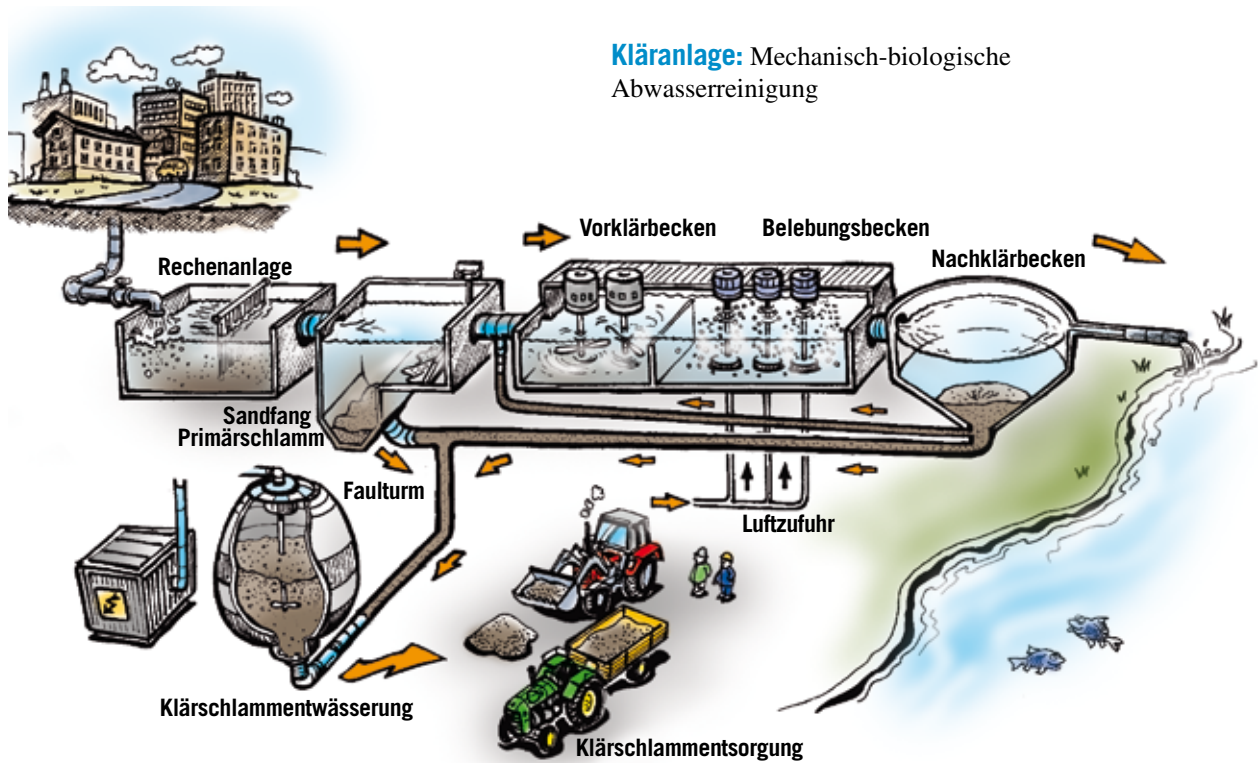 Kläranlage: Mechanisch-biologische
Abwasserreinigung
Vorklärbecken
Belebungsbecken
Nachklärbecken
Rechenanlage
Sandfang
Primärschlamm
Faulturm
Luftzufuhr
Klärschlammentwässerung
Klärschlammentsorgung